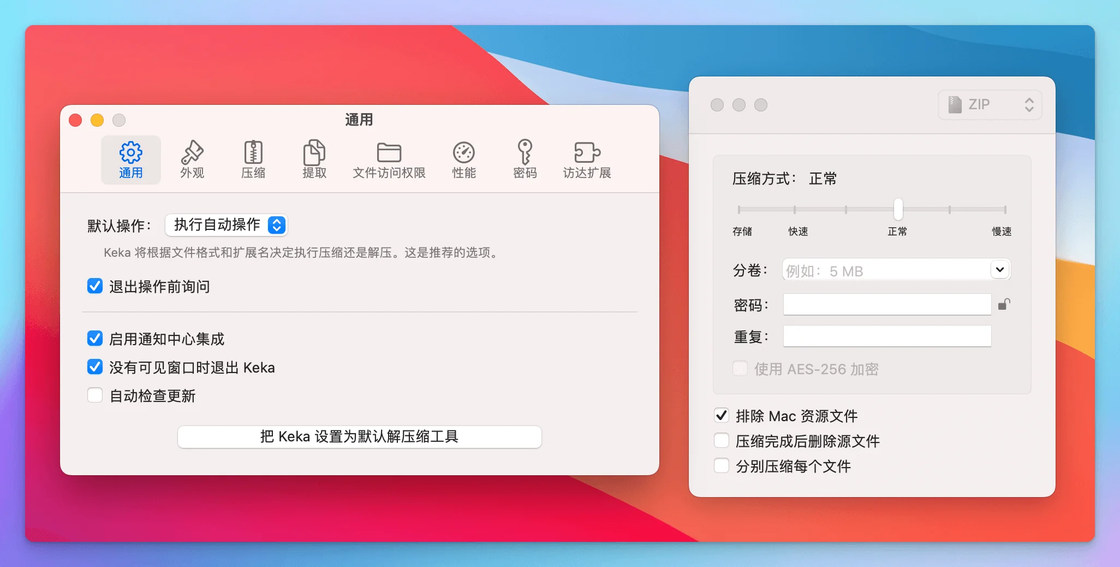 通用
通用
外观
压缩
提取
文件访问权限
性能
密码
访达扩展
默认操作： 执行自动操作
Keka 将根据文件格式和扩展名决定执行压缩还是解压。这是推荐的选项。
退出操作前询问
启用通知中心集成
没有可见窗口时退出 Keka
自动检查更新
把 Keka 设置为默认解压缩工具
ZIP
压缩方式： 正常
存储 快速 正常 慢速
分卷： 例如：5 MB
密码：
重复：
使用 AES-256 加密
排除 Mac 资源文件
压缩完成后删除源文件
分别压缩每个文件